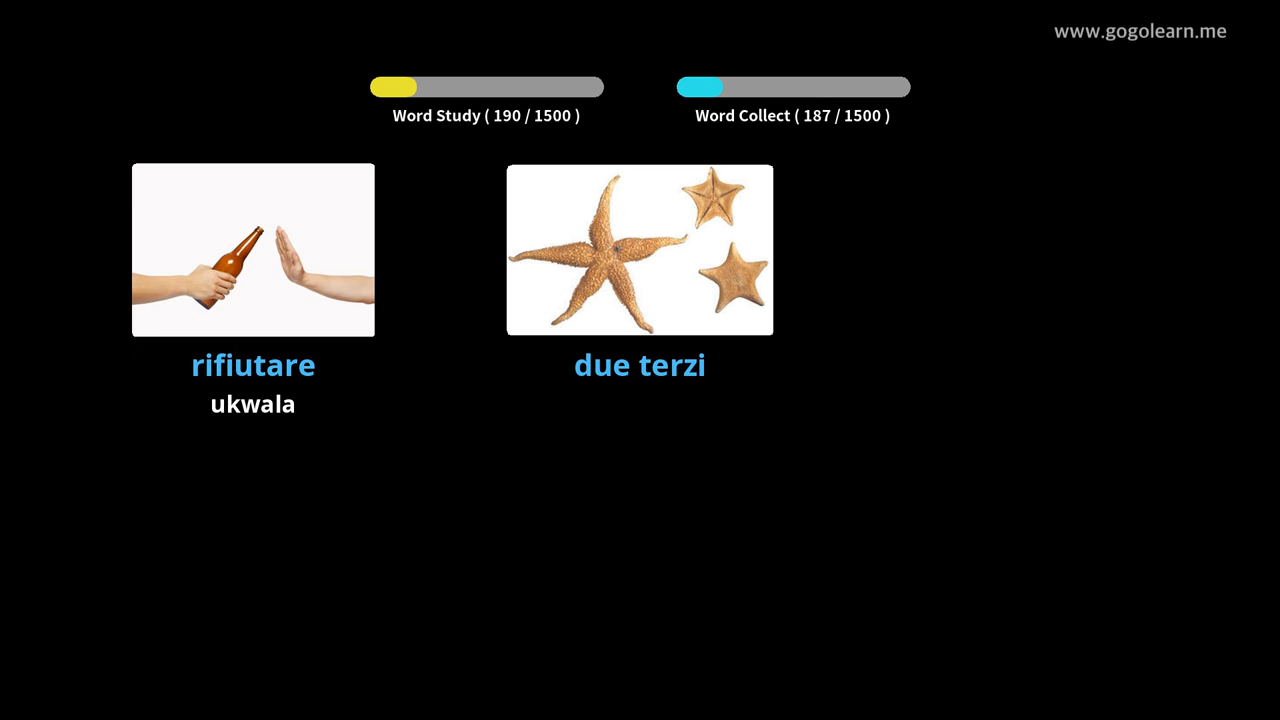 www.gogolearn.me
Word Study ( 190 / 1500 )
Word Collect ( 187 / 1500 )
rifiutare
ukwala
due terzi